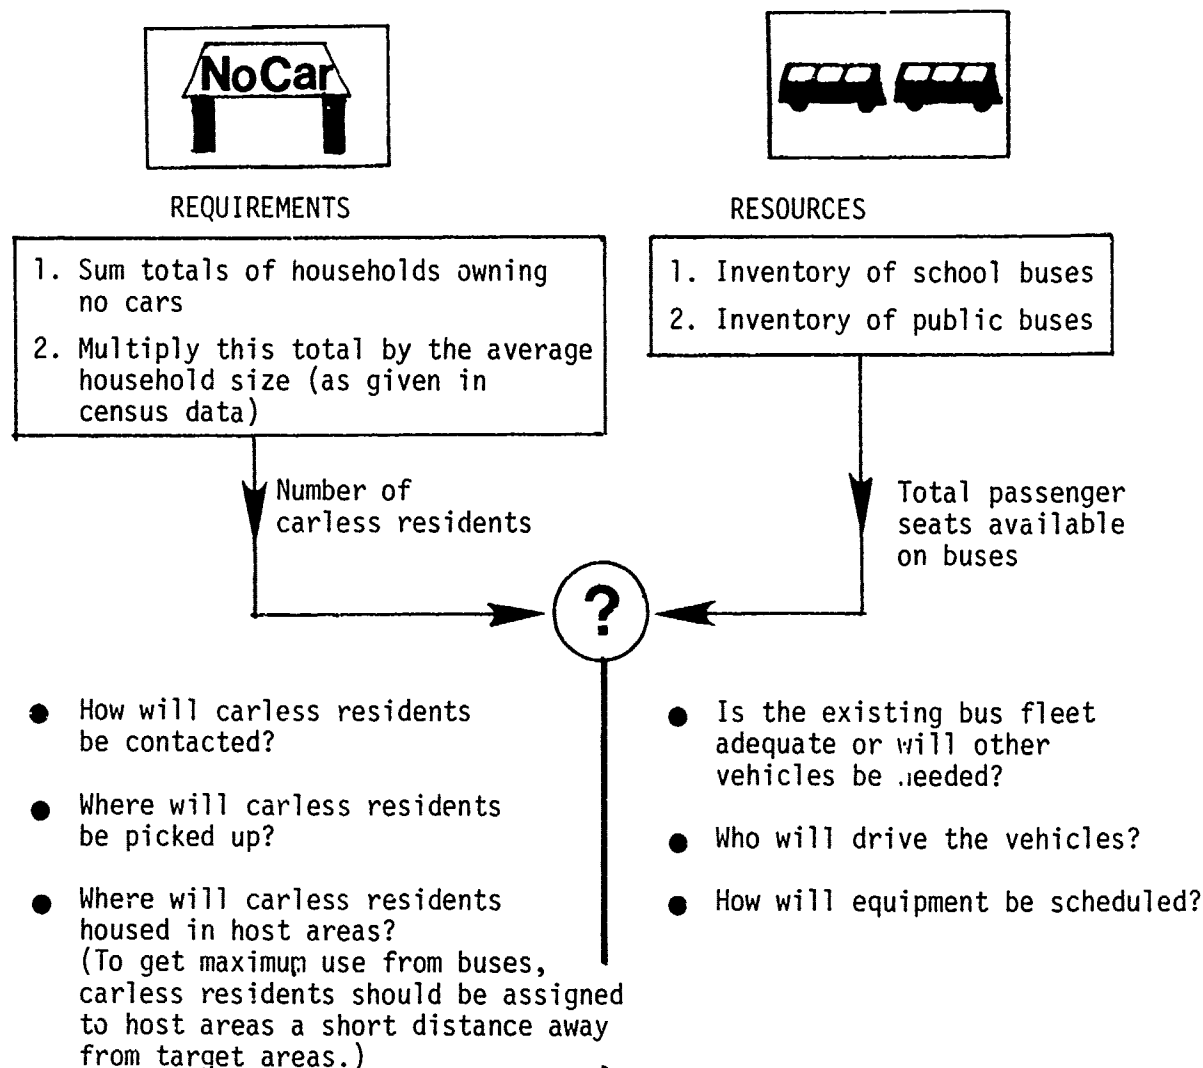 NoCar
REQUIREMENTS
1. Sum totals of households owning
no cars
2. Multiply this total by the average
household size (as given in
census data)
Number of
carless residents
RESOURCES
1. Inventory of school buses
2. Inventory of public buses
Total passenger
seats available
on buses
?
● How will carless residents
be contacted?
● Where will carless residents
be picked up?
● Where will carless residents
housed in host areas?
(To get maximum use from buses,
carless residents should be assigned
to host areas a short distance away
from target areas.)
● Is the existing bus fleet
adequate or will other
vehicles be needed?
● Who will drive the vehicles?
● How will equipment be scheduled?